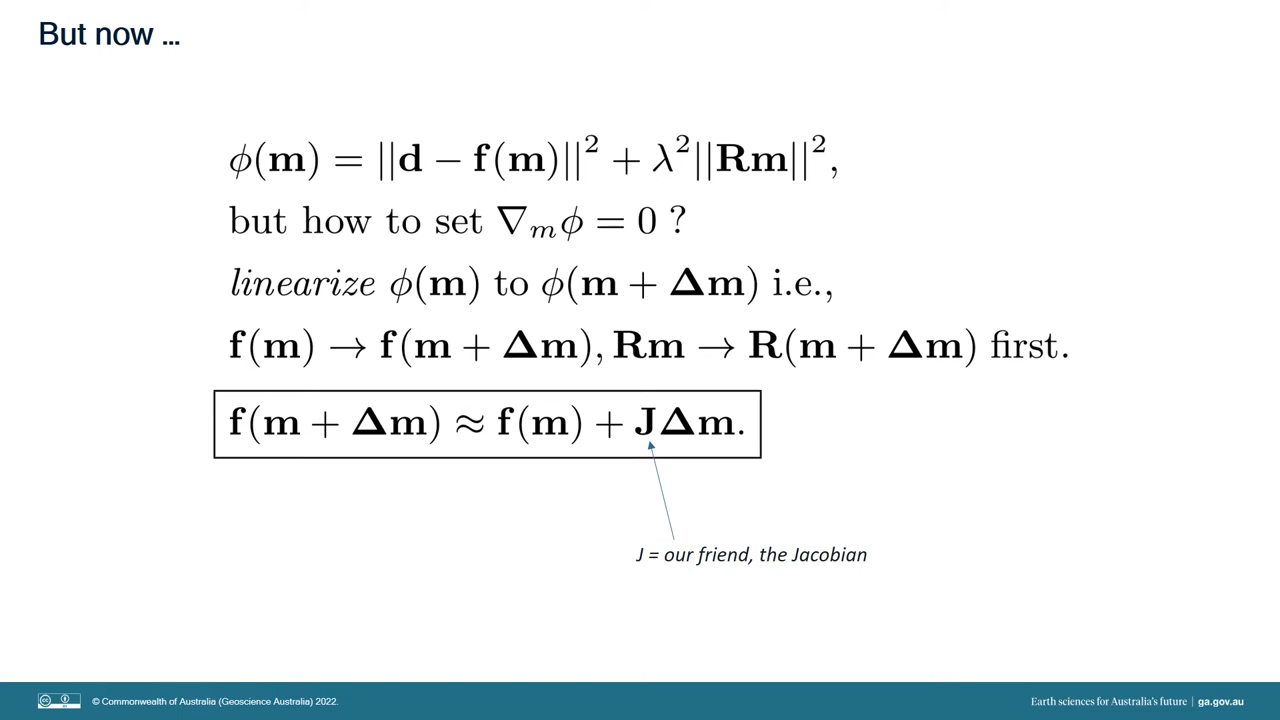 But now ...
ϕ(m) = ||d − f(m)||² + λ²||Rm||²,
but how to set ∇ₘϕ = 0 ?
linearize ϕ(m) to ϕ(m + Δm) i.e.,
f(m) → f(m + Δm), Rm → R(m + Δm) first.
f(m + Δm) ≈ f(m) + JΔm.
J = our friend, the Jacobian
© Commonwealth of Australia (Geoscience Australia) 2022.
Earth sciences for Australia's future | ga.gov.au